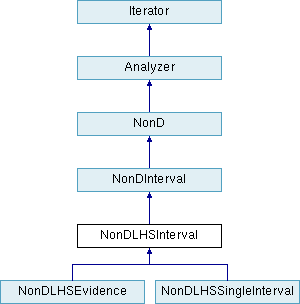 Iterator
Analyzer
NonD
NonDInterval
NonDLHSInterval
NonDLHSEvidence
NonDLHSSingleInterval